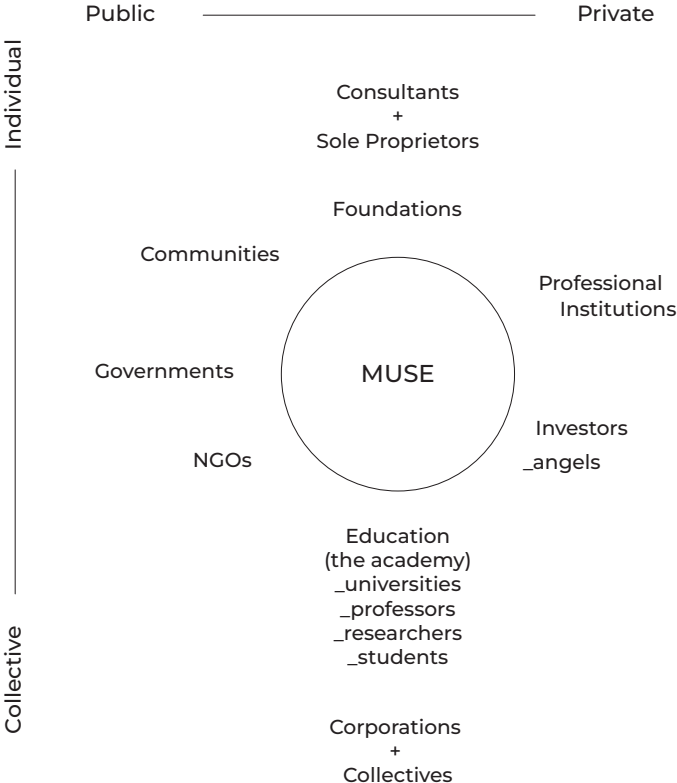 Public
Private
Individual
Consultants
+
Sole Proprietors
Foundations
Communities
Professional
Institutions
Governments
MUSE
Investors
_angels
NGOs
Education
(the academy)
_universities
_professors
_researchers
_students
Collective
Corporations
+
Collectives